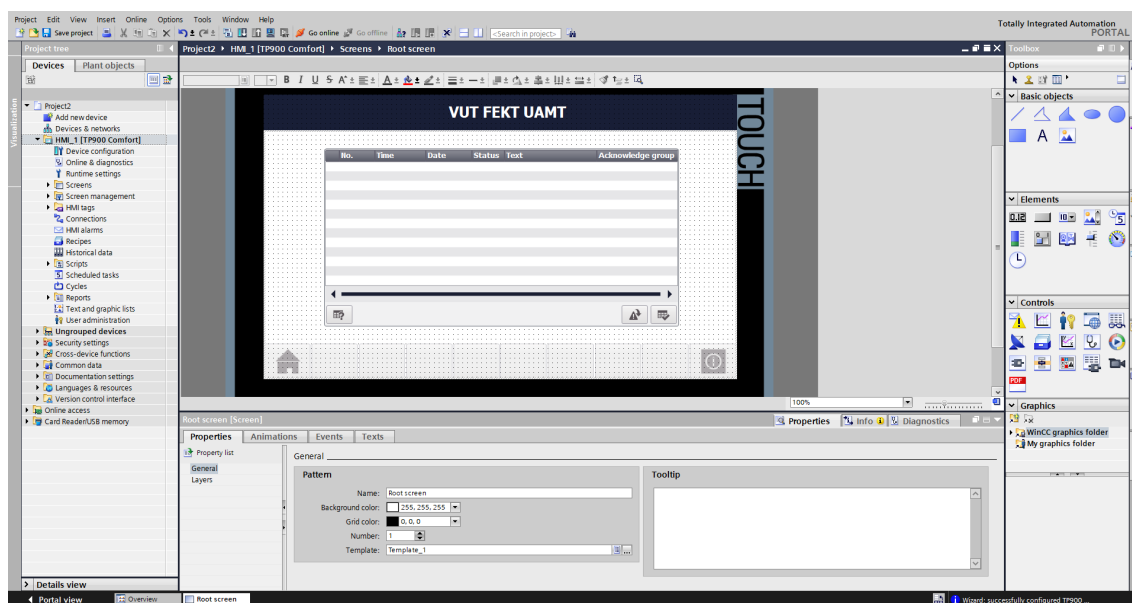 Project Edit View Insert Online Options Tools Window Help
Totally Integrated Automation
PORTAL
Save project Go online Go offline <Search in project>
Project tree
Project2 HMI_1 [TP900 Comfort] Screens Root screen
Toolbox
Devices Plant objects
Options
B I U S A
Visualization
Project2
Add new device
Devices & networks
HMI_1 [TP900 Comfort]
Device configuration
Online & diagnostics
Runtime settings
Screens
Screen management
HMI tags
Connections
HMI alarms
Recipes
Historical data
Scripts
Scheduled tasks
Cycles
Reports
Text and graphic lists
User administration
Ungrouped devices
Security settings
Cross-device functions
Common data
Documentation settings
Languages & resources
Version control interface
Online access
Card Reader/USB memory
VUT FEKT UAMT
TOUCH
No. Time Date Status Text Acknowledge group
100%
Basic objects
A
Elements
0.12 10 5
Controls
PDF
Graphics
WinCC graphics folder
My graphics folder
Root screen [Screen]
Properties Info Diagnostics
Properties Animations Events Texts
Property list
General
Layers
General
Pattern
Name: Root screen
Background color: 255, 255, 255
Grid color: 0, 0, 0
Number: 1
Template: Template_1
Tooltip
Details view
Portal view Overview Root screen
Wizard: successfully configured TP900 ...